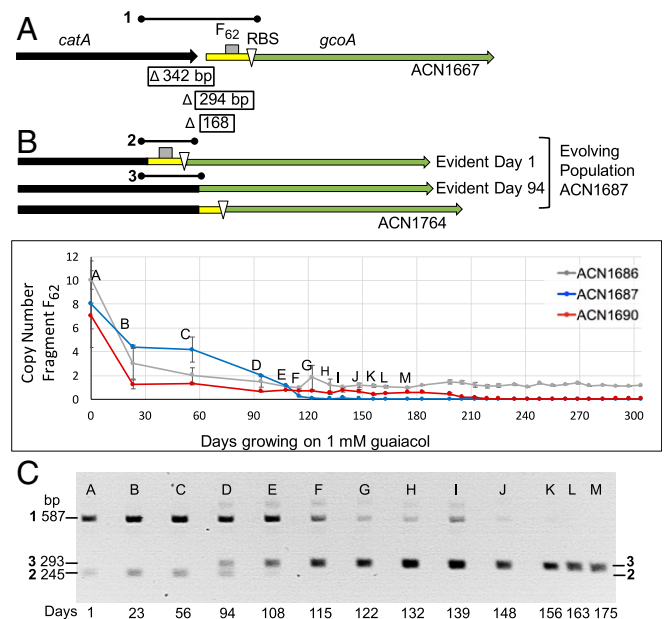 A
1
catA
F62
RBS
gcoA
ACN1667
Δ 342 bp
Δ 294 bp
Δ 168
B
2
Evident Day 1
3
Evident Day 94
ACN1764
Evolving
Population
ACN1687
Copy Number
Fragment F62
12
10
8
6
4
2
0
A
B
C
D
E
F
G
H
I
J
K
L
M
ACN1686
ACN1687
ACN1690
0 30 60 90 120 150 180 210 240 270 300
Days growing on 1 mM guaiacol
C
A B C D E F G H I J K L M
bp
1 587
3 293
2 245
3
2
Days 1 23 56 94 108 115 122 132 139 148 156 163 175